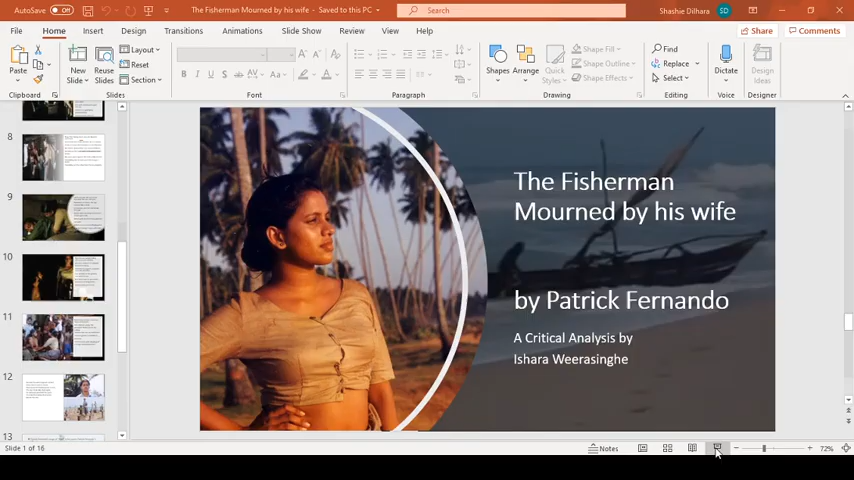 AutoSave Off
The Fisherman Mourned by his wife - Saved to this PC
Search
Shashie Dilhara SD
File Home Insert Design Transitions Animations Slide Show Review View Help
Share Comments
Paste
New Slide
Reuse Slides
Layout
Reset
Section
Shapes
Arrange
Quick Styles
Shape Fill
Shape Outline
Shape Effects
Find
Replace
Select
Dictate
Design Ideas
Clipboard Slides Font Paragraph Drawing Editing Voice Designer
8
9
10
11
12
13
The Fisherman
Mourned by his wife
by Patrick Fernando
A Critical Analysis by
Ishara Weerasinghe
Slide 1 of 16
Notes
72%